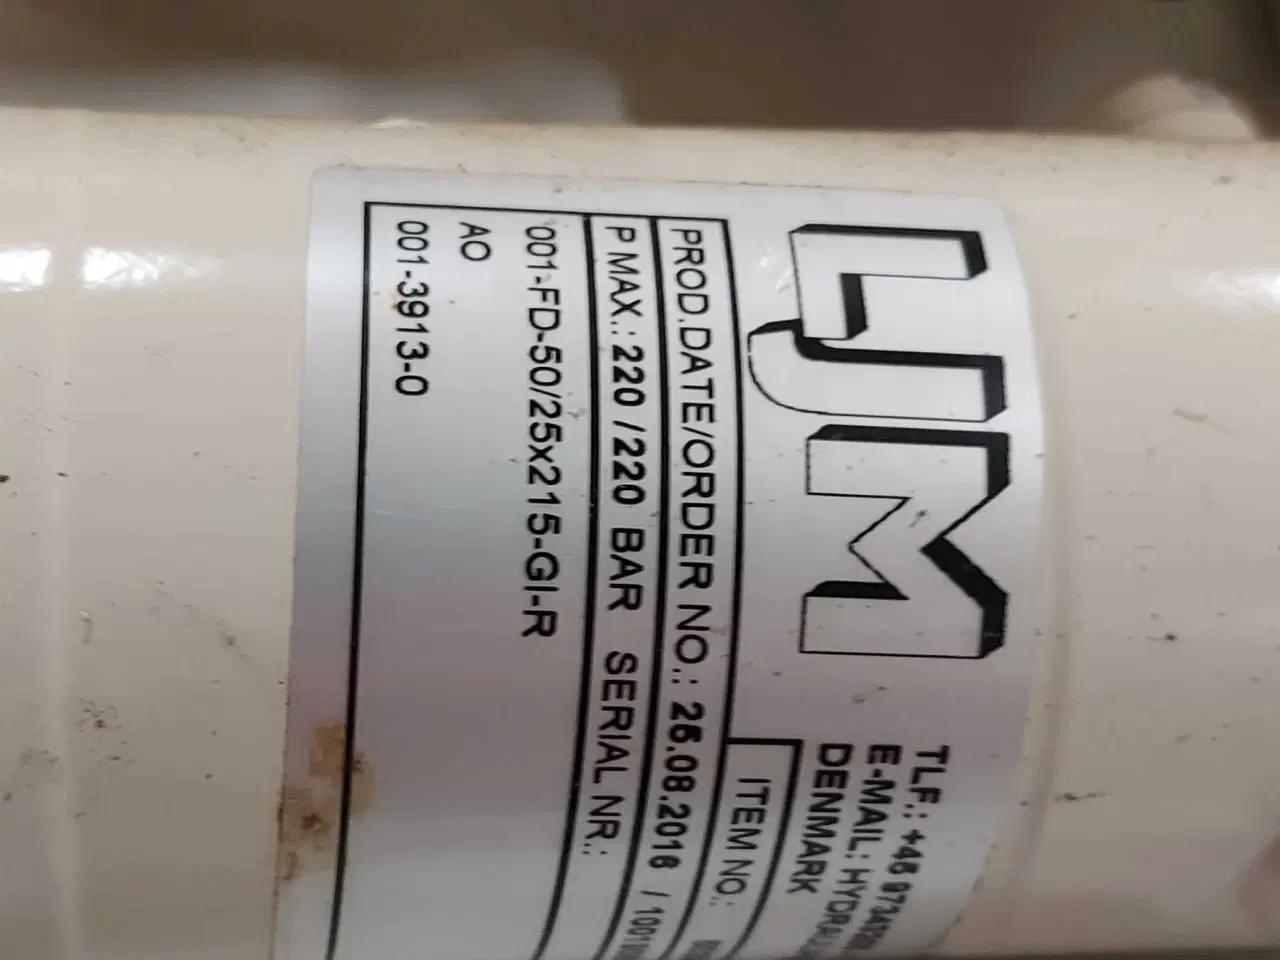 LJM
TLF.: +45
E-MAIL:
DENMARK
ITEM NO.:
PROD.DATE/ORDER NO.: 26.08.2016 /
P MAX.: 220 / 220 BAR SERIAL NR.:
001-FD-50/25x215-GI-R
AO
001-3913-0